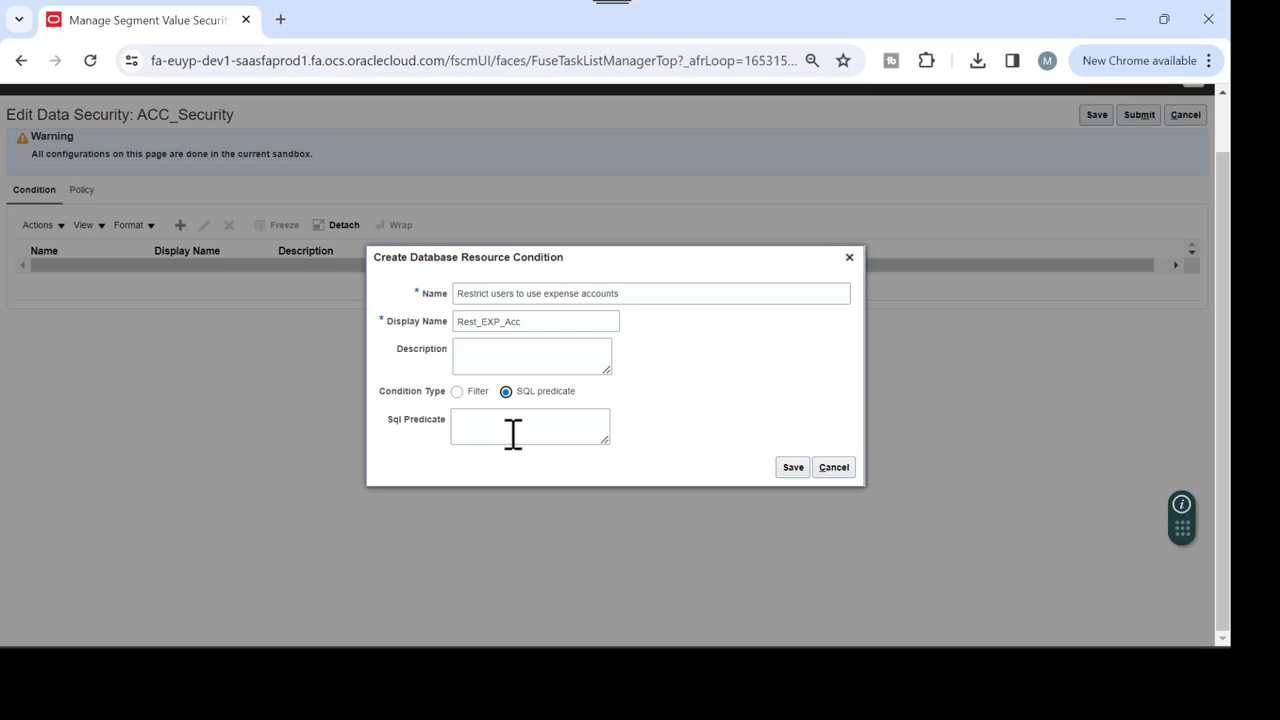 Manage Segment Value Securit
fa-euyp-dev1-saasfaprod1.fa.ocs.oraclecloud.com/fscmUI/faces/FuseTaskListManagerTop?_afrLoop=165315...
M
New Chrome available
Edit Data Security: ACC_Security
Save Submit Cancel
Warning
All configurations on this page are done in the current sandbox.
Condition Policy
Actions View Format Freeze Detach Wrap
Name Display Name Description
Create Database Resource Condition
* Name Restrict users to use expense accounts
* Display Name Rest_EXP_Acc
Description
Condition Type Filter SQL predicate
Sql Predicate
Save Cancel